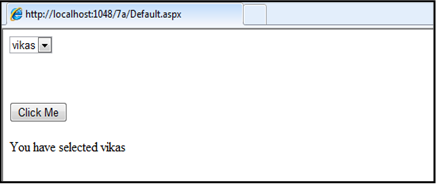 http://localhost:1048/7a/Default.aspx
vikas
Click Me
You have selected vikas